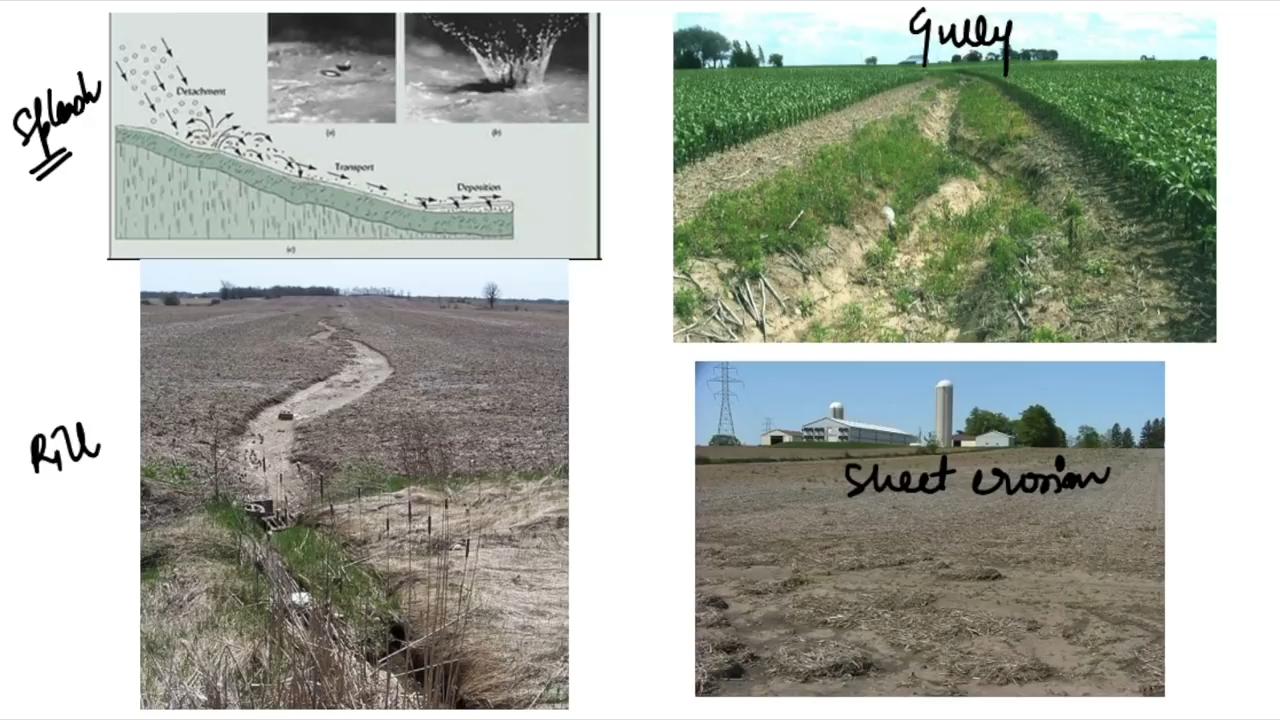 Splash
Detachment
Transport
Deposition
(a)
(b)
(c)
Gully
Rill
Sheet erosion